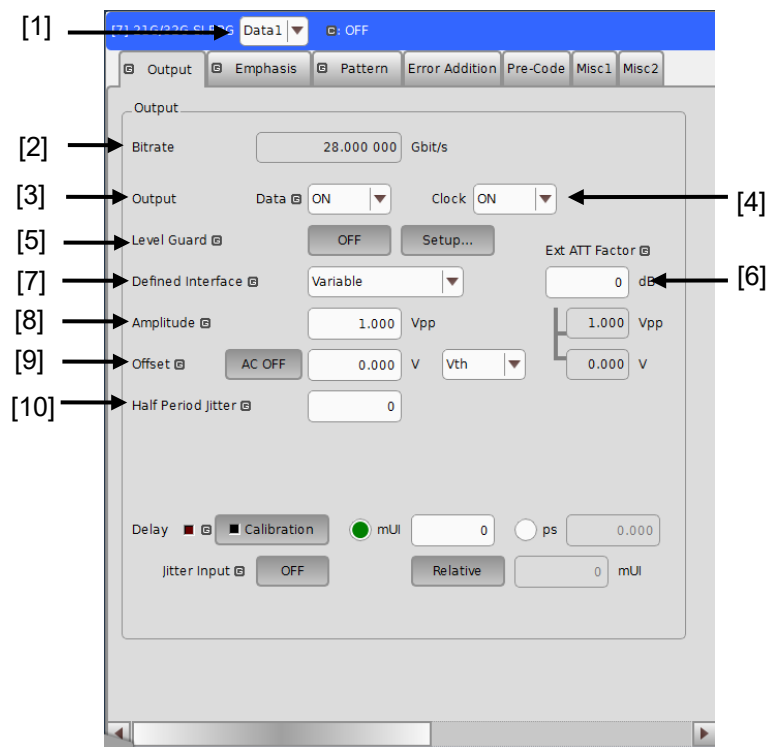 [1] Data1 C: OFF
G Output G Emphasis G Pattern Error Addition Pre-Code Misc1 Misc2
Output
[2] Bitrate 28.000 000 Gbit/s
[3] Output Data G ON Clock ON [4]
[5] Level Guard G OFF Setup...
Ext ATT Factor G
[7] Defined Interface G Variable 0 dB [6]
[8] Amplitude G 1.000 Vpp 1.000 Vpp
[9] Offset G AC OFF 0.000 V Vth 0.000 V
[10] Half Period Jitter G 0
Delay G Calibration mUI 0 ps 0.000
Jitter Input G OFF Relative 0 mUI